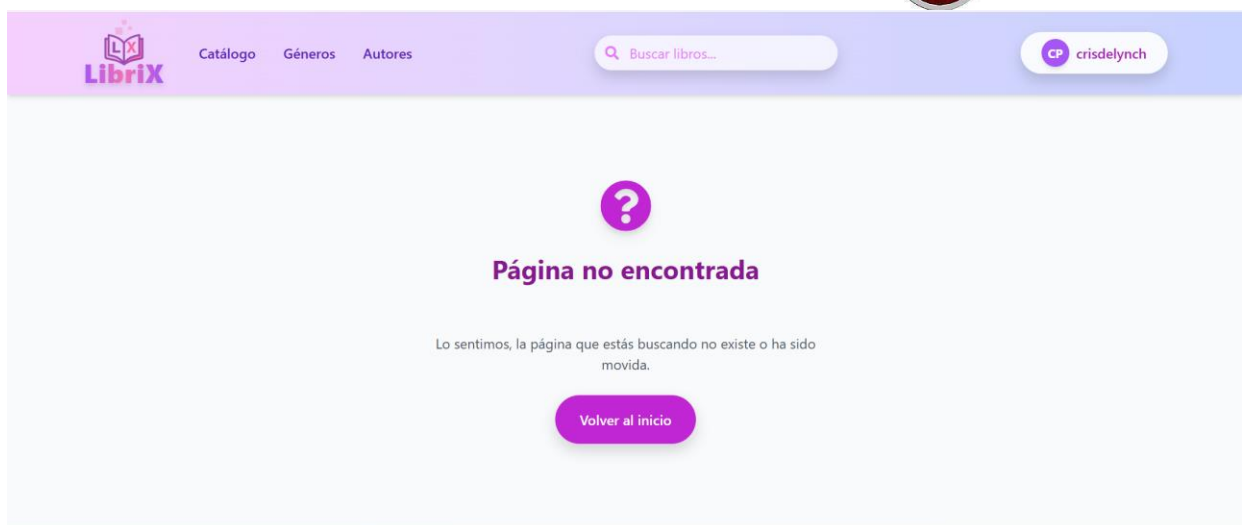 LX
LibriX
Catálogo
Géneros
Autores
Buscar libros...
CP
crisdelynch
?
Página no encontrada
Lo sentimos, la página que estás buscando no existe o ha sido
movida.
Volver al inicio